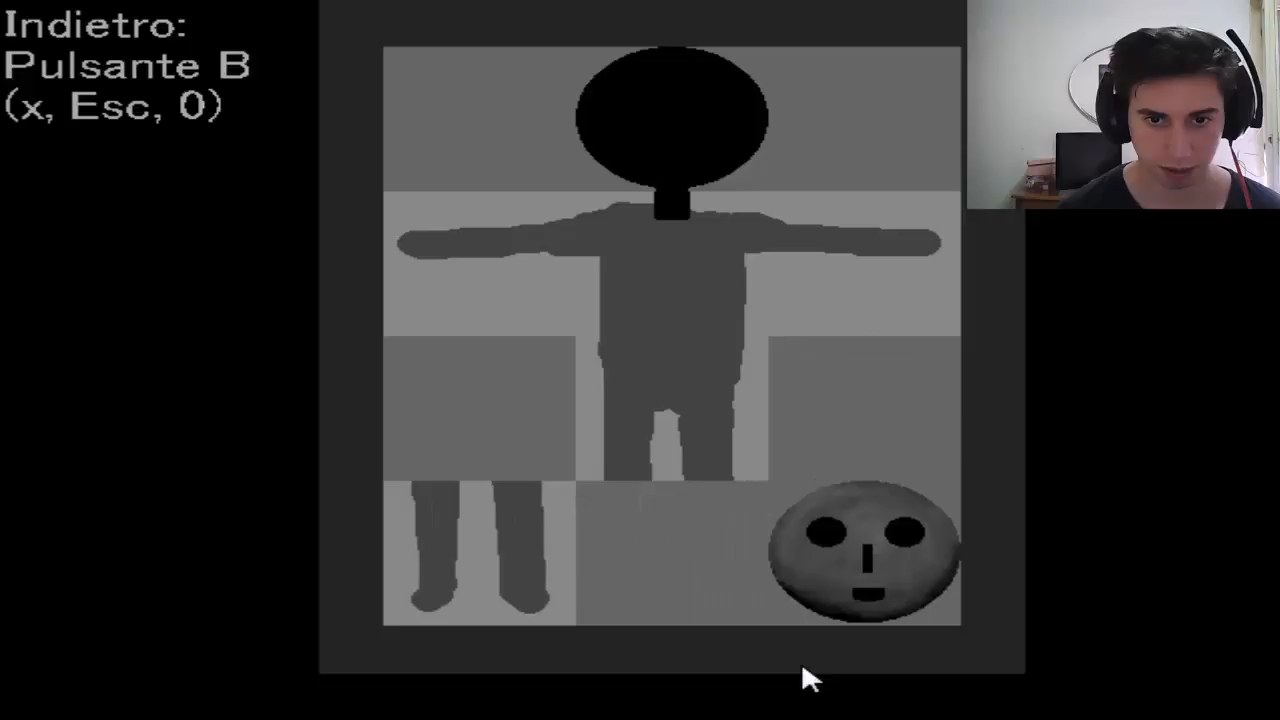 Indietro:
Pulsante B
(x, Esc, 0)